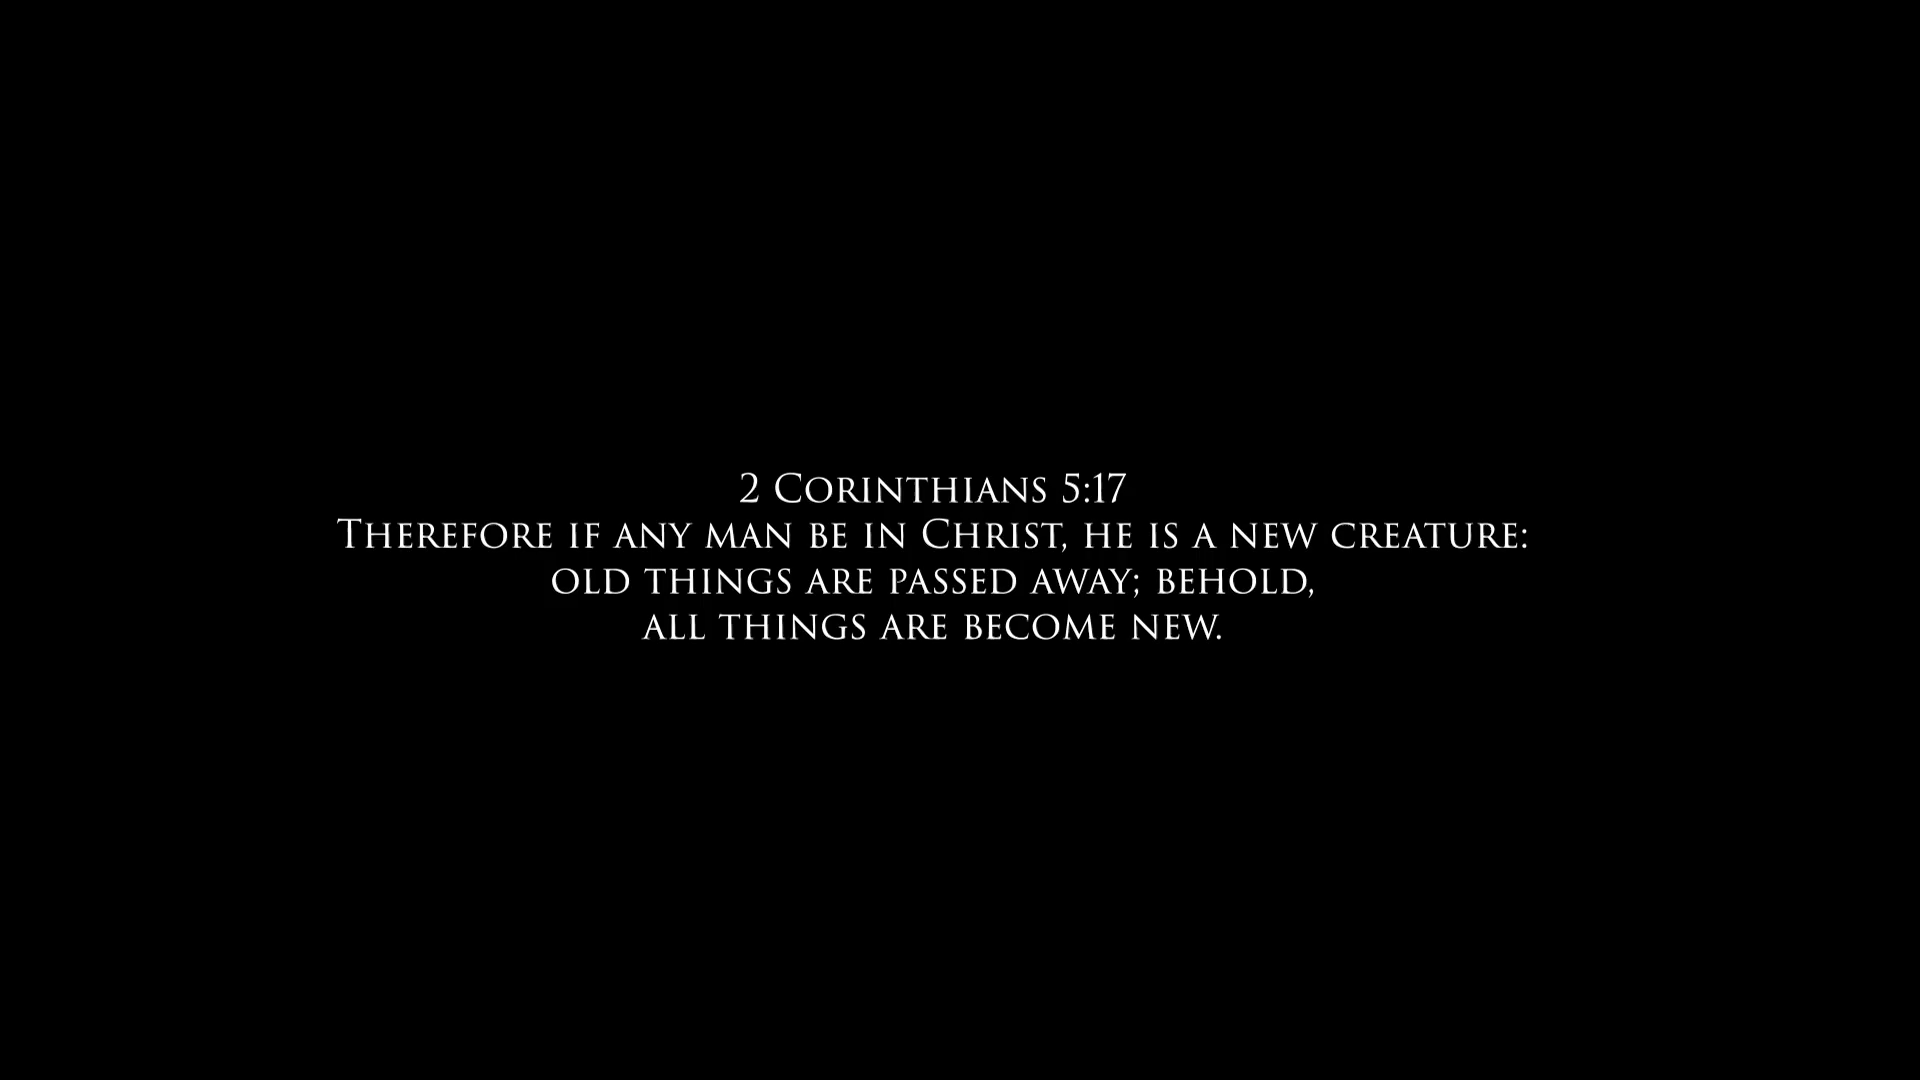 2 Corinthians 5:17
Therefore if any man be in Christ, he is a new creature:
old things are passed away; behold,
all things are become new.